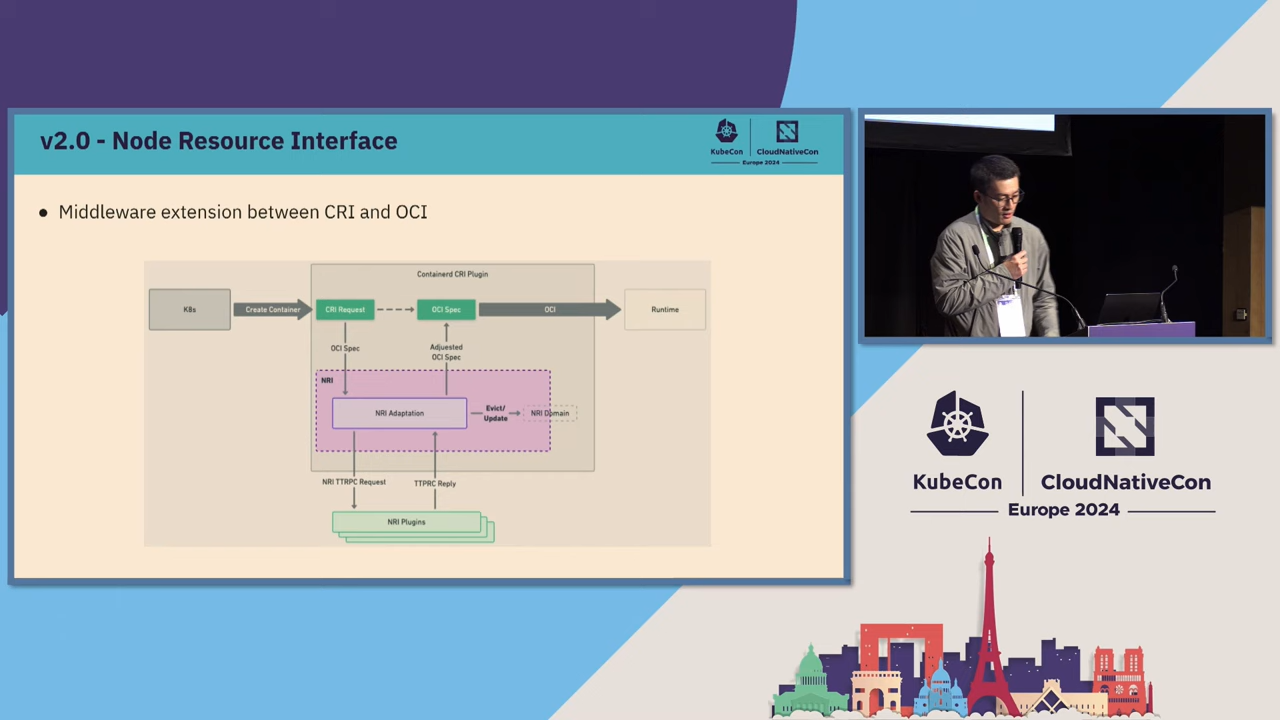 v2.0 - Node Resource Interface
KubeCon
CloudNativeCon
Europe 2024
● Middleware extension between CRI and OCI
Containerd CRI Plugin
K8s
Create Container
CRI Request
OCI Spec
OCI
Runtime
OCI Spec
Adjuested
OCI Spec
NRI
NRI Adaptation
Evict/
Update
NRI Domain
NRI TTRPC Request
TTPRC Reply
NRI Plugins
KubeCon
CloudNativeCon
Europe 2024